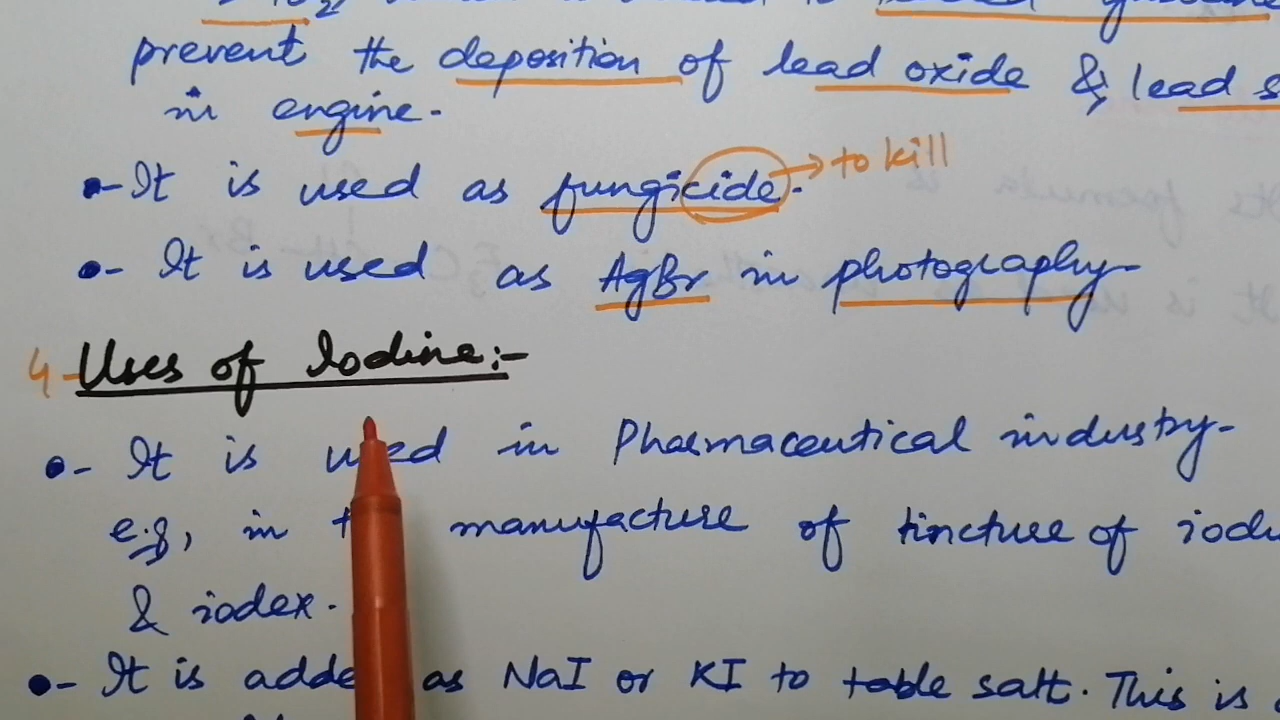 prevent the deposition of lead oxide & lead
in engine.
•- It is used as fungicide. → to kill
•- It is used as AgBr in photography-
4- Uses of Iodine:-
•- It is used in Pharmaceutical industry-
e.g, in manufacture of tincture of
& iodex.
•- It is as NaI or KI to table salt. This is